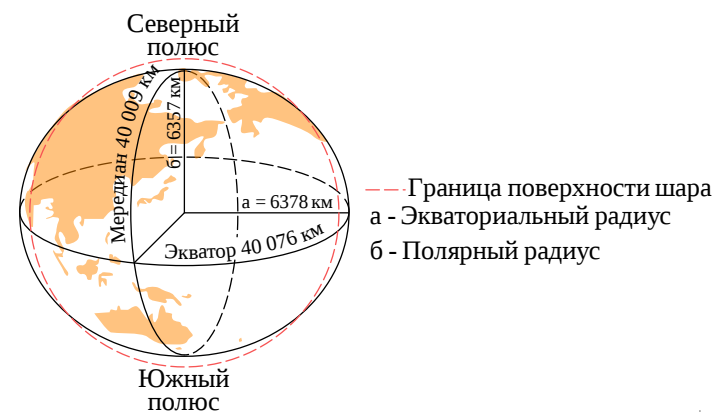 Северный
полюс
Мередиан 40 009 км
б = 6357 км
а = 6378 км
Экватор 40 076 км
Южный
полюс
Граница поверхности шара
а - Экваториальный радиус
б - Полярный радиус